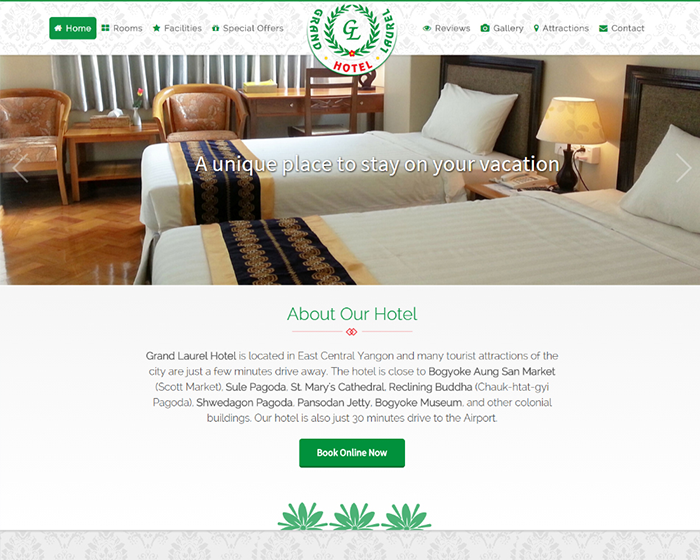 Home Rooms Facilities Special Offers
GRAND LAUREL
GL
HOTEL
Reviews Gallery Attractions Contact
A unique place to stay on your vacation
About Our Hotel
Grand Laurel Hotel is located in East Central Yangon and many tourist attractions of the
city are just a few minutes drive away. The hotel is close to Bogyoke Aung San Market
(Scott Market), Sule Pagoda, St. Mary's Cathedral, Reclining Buddha (Chauk-htat-gyi
Pagoda), Shwedagon Pagoda, Pansodan Jetty, Bogyoke Museum, and other colonial
buildings. Our hotel is also just 30 minutes drive to the Airport.
Book Online Now